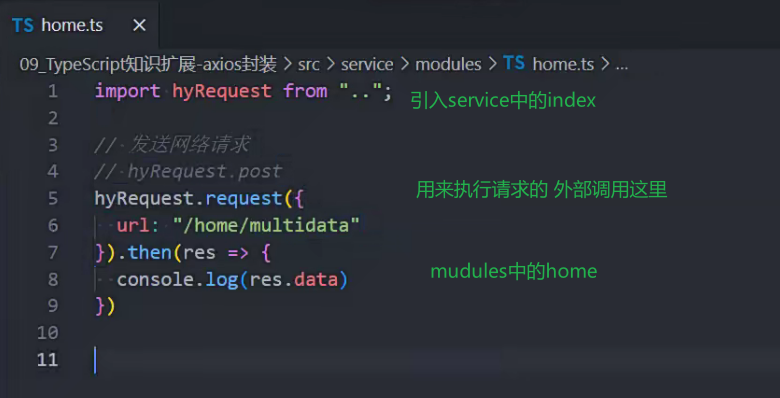 TS home.ts ×
09_TypeScript知识扩展-axios封装 > src > service > modules > TS home.ts > ...
1 import hyRequest from "..";
引入service中的index
2
3 // 发送网络请求
4 // hyRequest.post
5 hyRequest.request({
用来执行请求的 外部调用这里
6 url: "/home/multidata"
7 }).then(res => {
8 console.log(res.data)
mudules中的home
9 })
10
11